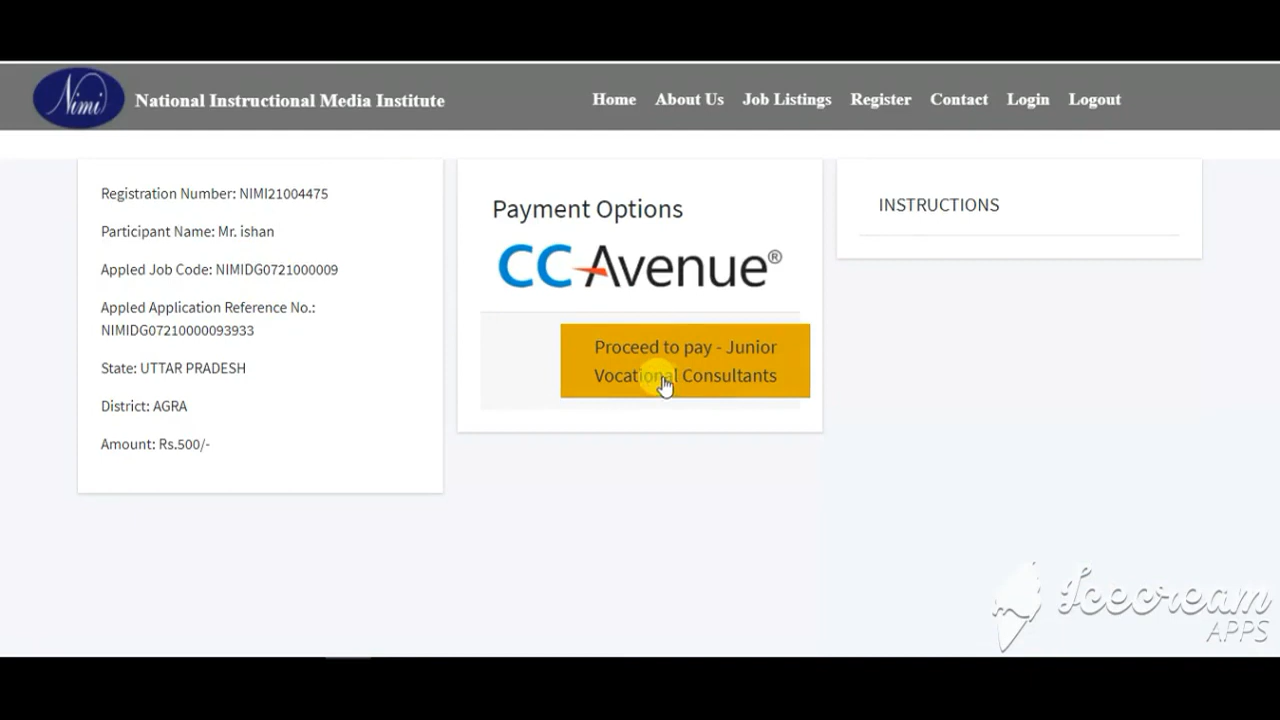 Nimi
National Instructional Media Institute
Home About Us Job Listings Register Contact Login Logout
Registration Number: NIMI21004475
Participant Name: Mr. ishan
Appled Job Code: NIMIDG0721000009
Appled Application Reference No.:
NIMIDG07210000093933
State: UTTAR PRADESH
District: AGRA
Amount: Rs.500/-
Payment Options
CCAvenue®
Proceed to pay - Junior
Vocational Consultants
INSTRUCTIONS
Icecream
APPS